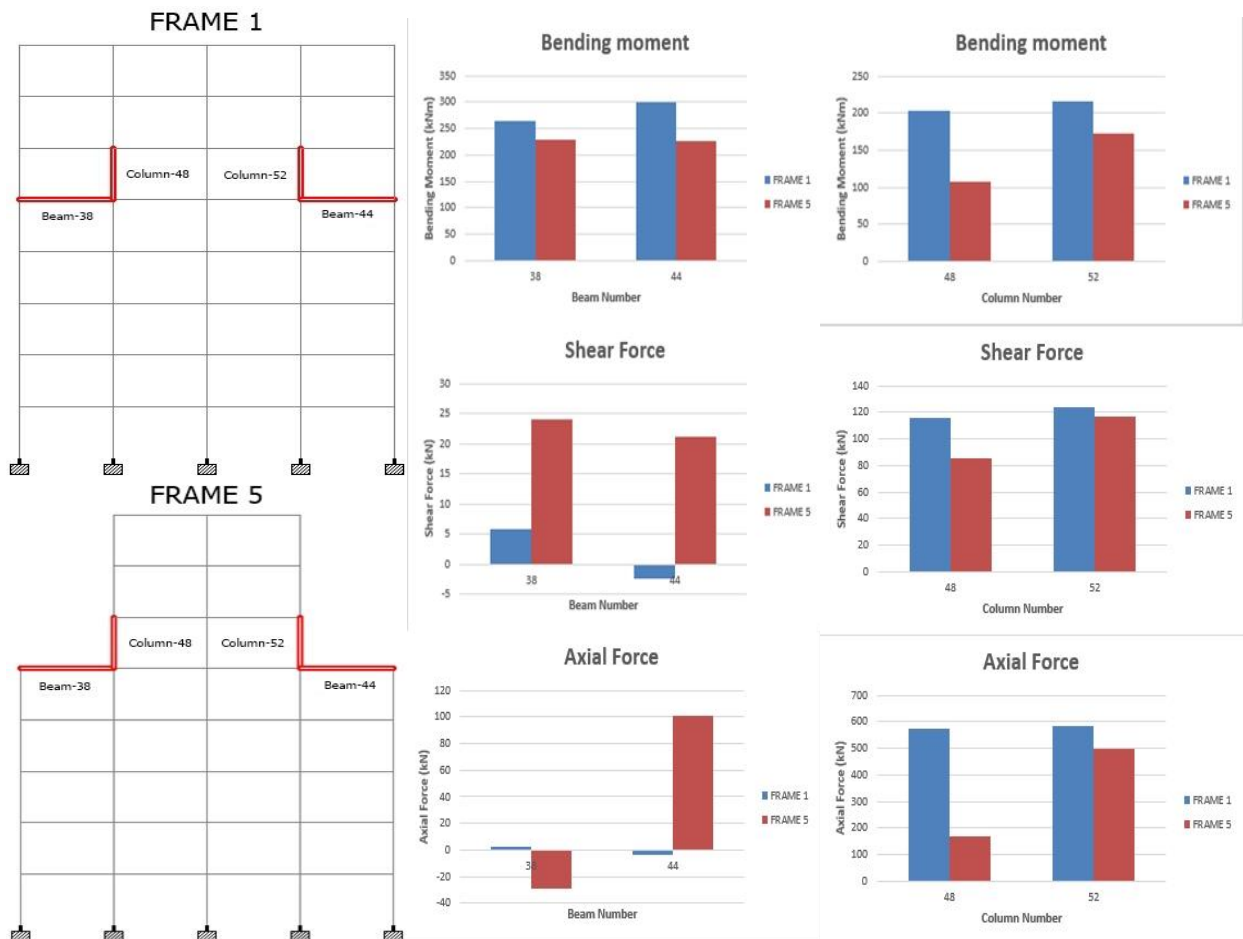 FRAME 1
Column-48
Column-52
Beam-38
Beam-44
FRAME 5
Column-48
Column-52
Beam-38
Beam-44
Bending moment
Bending Moment (kNm)
350
300
250
200
150
100
50
0
38
44
Beam Number
FRAME 1
FRAME 5
Bending moment
Bending Moment (kNm)
250
200
150
100
50
0
48
52
Column Number
FRAME 1
FRAME 5
Shear Force
Shear Force (kN)
30
25
20
15
10
5
0
-5
38
44
Beam Number
FRAME 1
FRAME 5
Shear Force
Shear Force (kN)
140
120
100
80
60
40
20
0
48
52
Column Number
FRAME 1
FRAME 5
Axial Force
Axial Force (kN)
120
100
80
60
40
20
0
-20
-40
38
44
Beam Number
FRAME 1
FRAME 5
Axial Force
Axial Force (kN)
700
600
500
400
300
200
100
0
48
52
Column Number
FRAME 1
FRAME 5